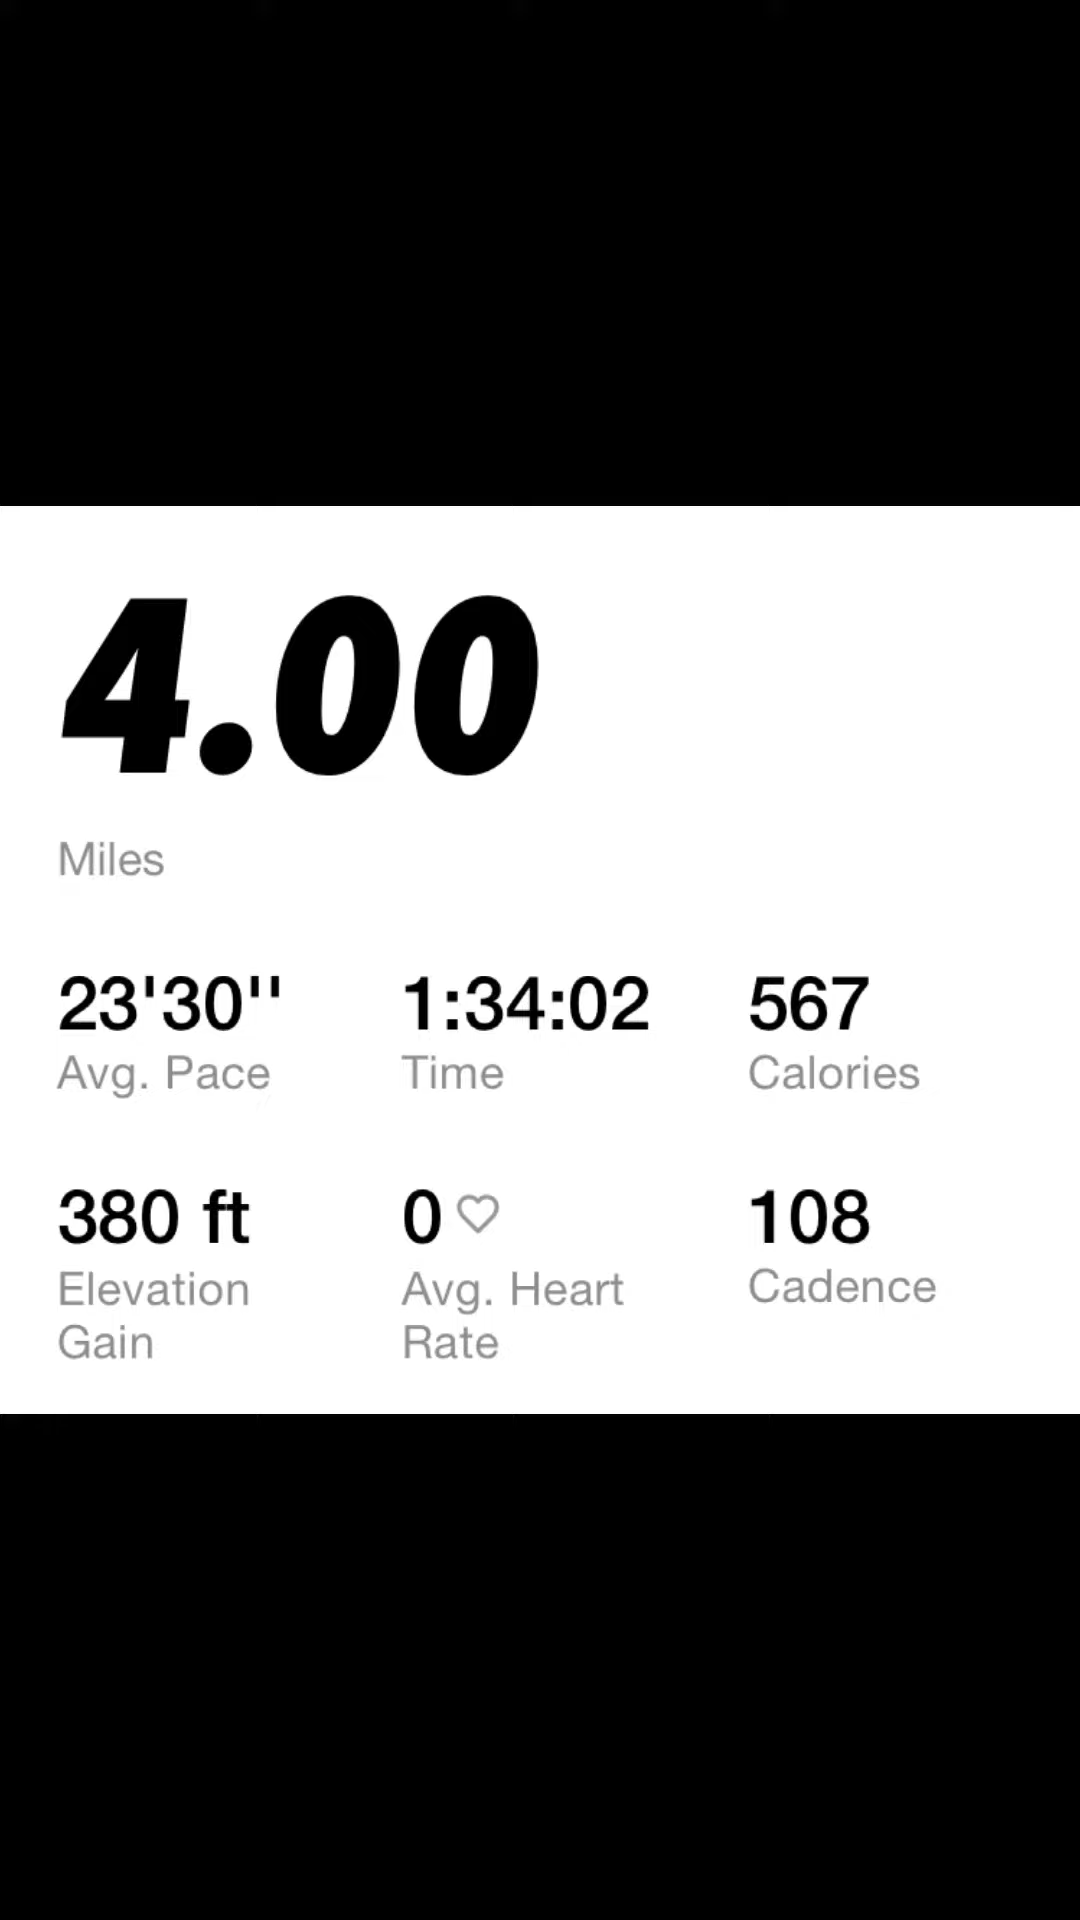 4.00
Miles
23'30'' 1:34:02 567
Avg. Pace Time Calories
380 ft 0 108
Elevation Gain Avg. Heart Rate Cadence